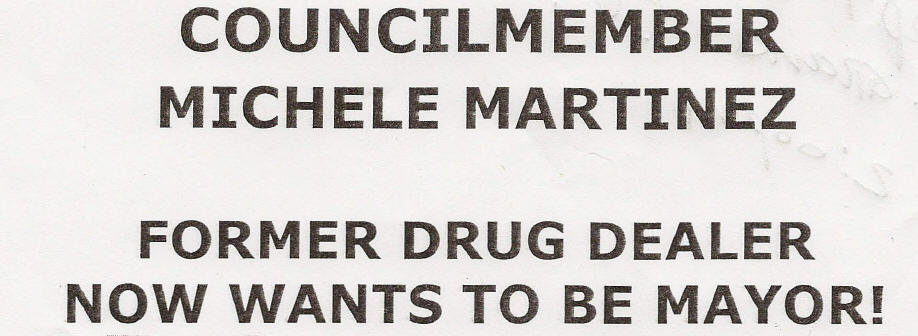 COUNCILMEMBER
MICHELE MARTINEZ
FORMER DRUG DEALER
NOW WANTS TO BE MAYOR!